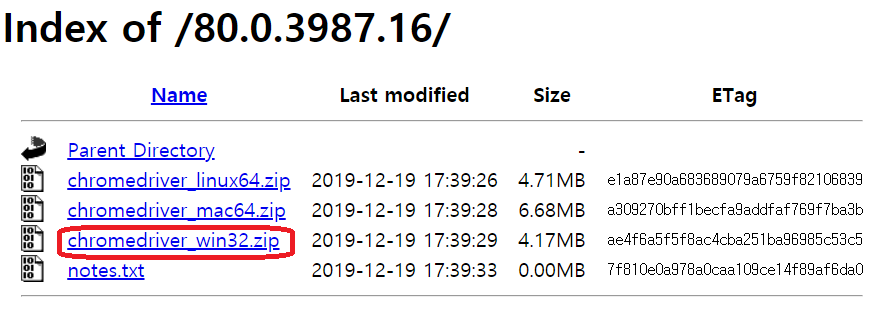 Index of /80.0.3987.16/
Name Last modified Size ETag
Parent Directory -
chromedriver_linux64.zip 2019-12-19 17:39:26 4.71MB e1a87e90a683689079a6759f82106839
chromedriver_mac64.zip 2019-12-19 17:39:28 6.68MB a309270bff1becfa9addfaf769f7ba3b
chromedriver_win32.zip 2019-12-19 17:39:29 4.17MB ae4f6a5f5f8ac4cba251ba96985c53c5
notes.txt 2019-12-19 17:39:33 0.00MB 7f810e0a978a0caa109ce14f89af6da0